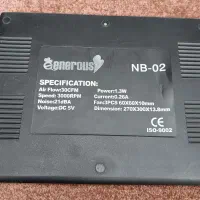 Generous NB-02
SPECIFICATION:
Air Flow:30CFM Power:1.3W
Speed: 3000RPM Current:0.26A
Noise:21dBA Fan:3PCS 60X60X10mm
Voltage:DC 5V Dimension: 270X300X13.8mm
CE
ISO-9002